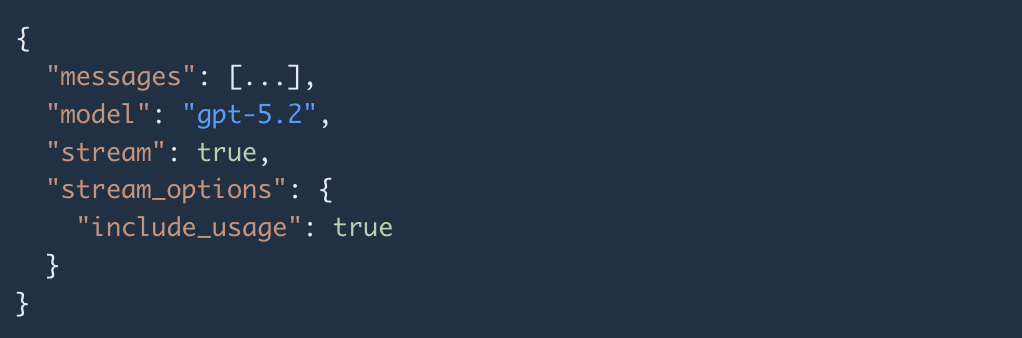 {
  "messages": [...],
  "model": "gpt-5.2",
  "stream": true,
  "stream_options": {
    "include_usage": true
  }
}